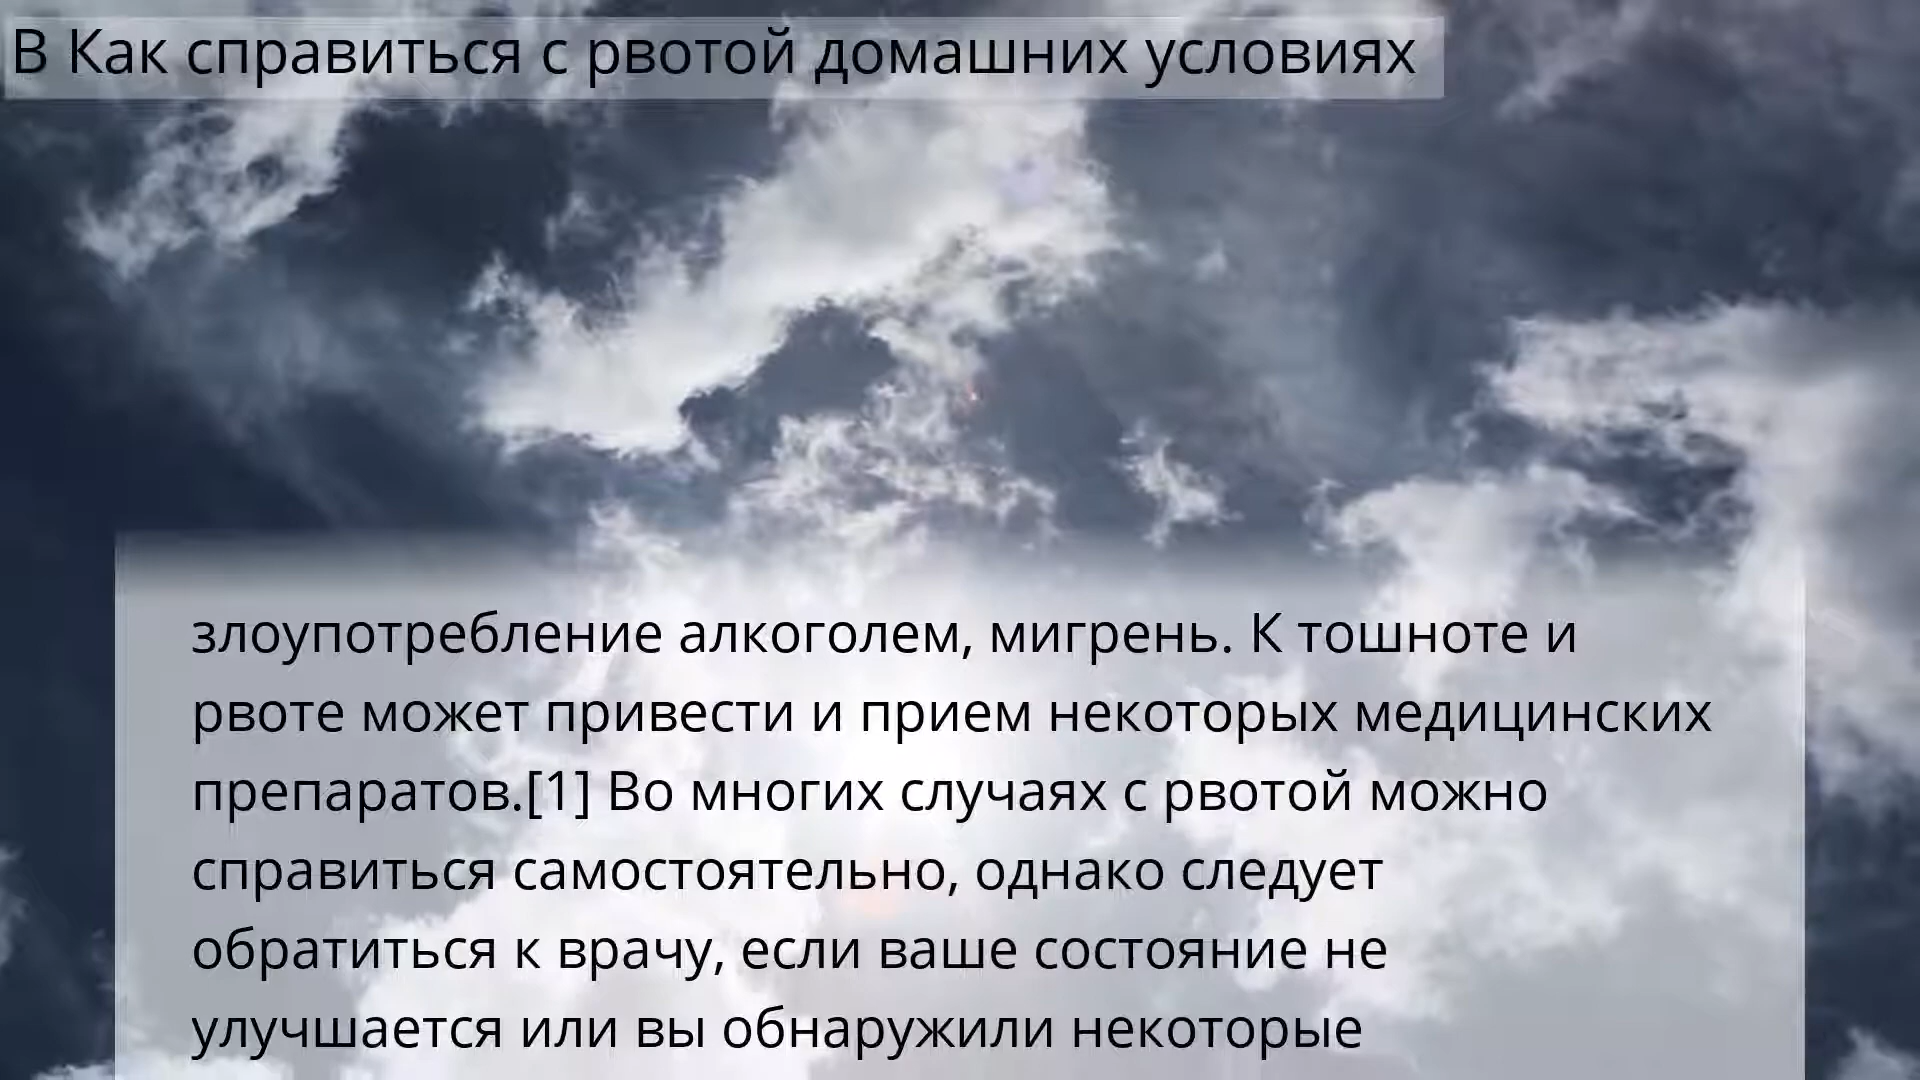 В Как справиться с рвотой домашних условиях
злоупотребление алкоголем, мигрень. К тошноте и
рвоте может привести и прием некоторых медицинских
препаратов.[1] Во многих случаях с рвотой можно
справиться самостоятельно, однако следует
обратиться к врачу, если ваше состояние не
улучшается или вы обнаружили некоторые